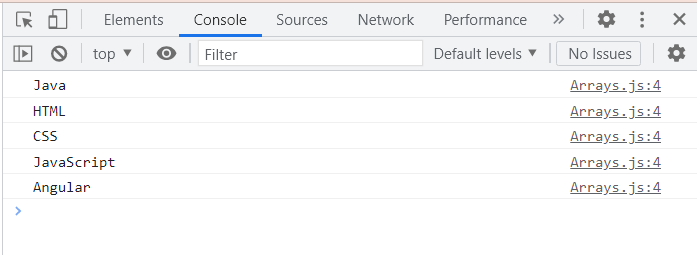 Elements Console Sources Network Performance »
top ▼ Filter Default levels ▼ No Issues
Java Arrays.js:4
HTML Arrays.js:4
CSS Arrays.js:4
JavaScript Arrays.js:4
Angular Arrays.js:4
>